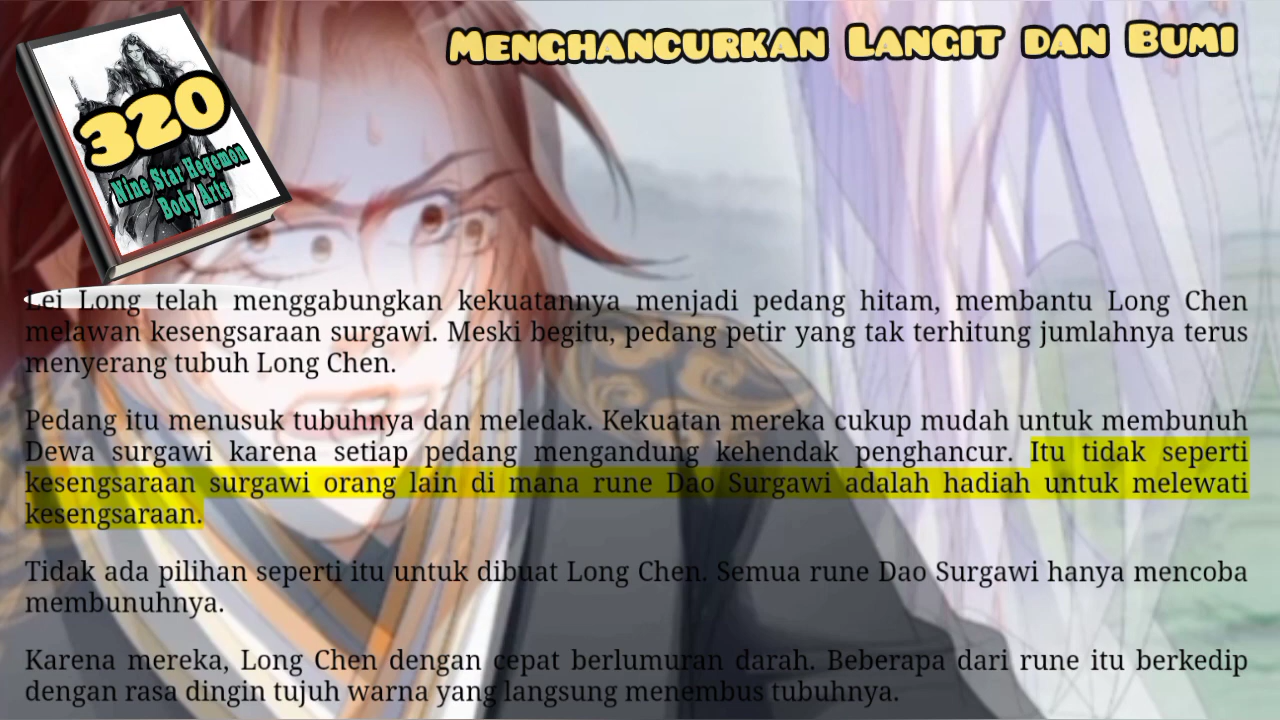 Menghancurkan Langit dan Bumi
320
Nine Star Hegemon
Body Arts
Lei Long telah menggabungkan kekuatannya menjadi pedang hitam, membantu Long Chen
melawan kesengsaraan surgawi. Meski begitu, pedang petir yang tak terhitung jumlahnya terus
menyerang tubuh Long Chen.
Pedang itu menusuk tubuhnya dan meledak. Kekuatan mereka cukup mudah untuk membunuh
Dewa surgawi karena setiap pedang mengandung kehendak penghancur. Itu tidak seperti
kesengsaraan surgawi orang lain di mana rune Dao Surgawi adalah hadiah untuk melewati
kesengsaraan.
Tidak ada pilihan seperti itu untuk dibuat Long Chen. Semua rune Dao Surgawi hanya mencoba
membunuhnya.
Karena mereka, Long Chen dengan cepat berlumuran darah. Beberapa dari rune itu berkedip
dengan rasa dingin tujuh warna yang langsung menembus tubuhnya.